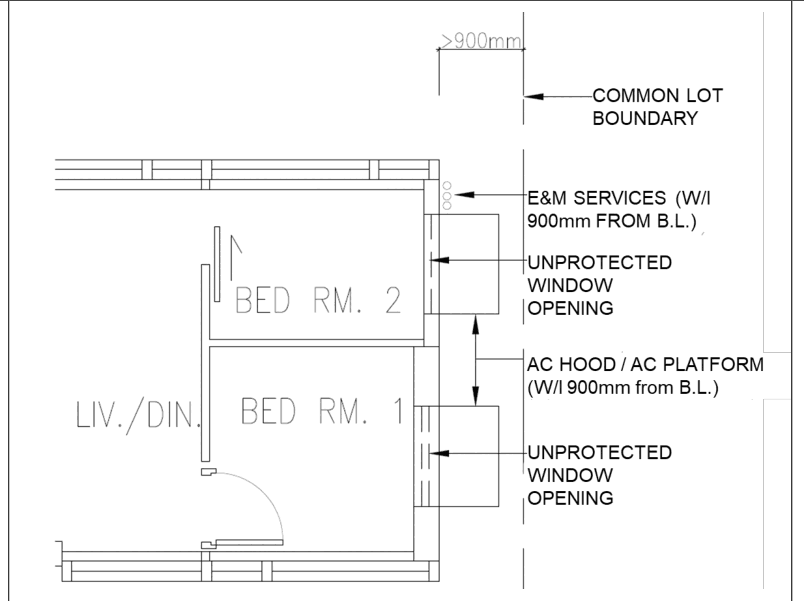 >900mm
COMMON LOT
BOUNDARY
E&M SERVICES (W/I
900mm FROM B.L.)
UNPROTECTED
WINDOW
OPENING
BED RM. 2
AC HOOD / AC PLATFORM
(W/I 900mm from B.L.)
LIV./DIN.
BED RM. 1
UNPROTECTED
WINDOW
OPENING